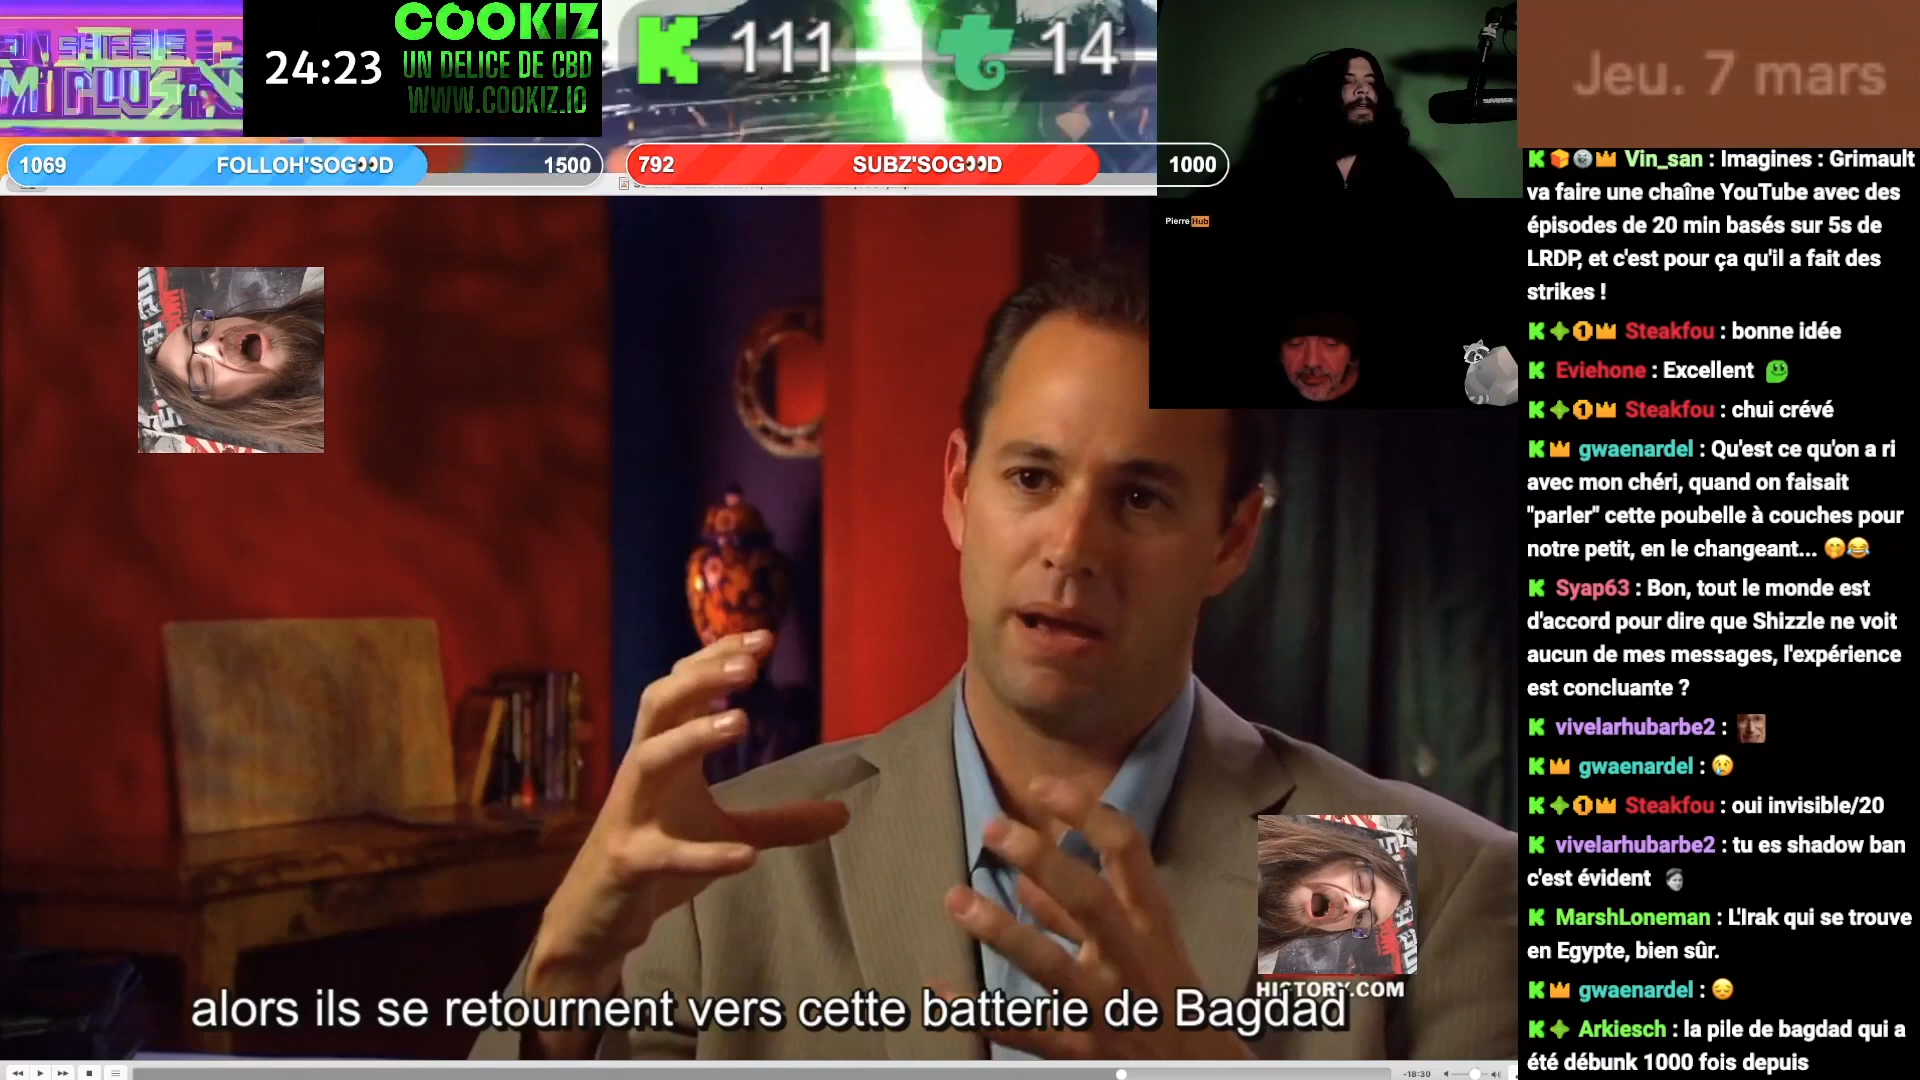 24:23
COOKIZ
UN DELICE DE CBD
WWW.COOKIZ.IO
111
14
Jeu. 7 mars
1069 FOLLOH'SOG👀D 1500
792 SUBZ'SOG👀D 1000
Pierre Hub
Vin_san : Imagines : Grimault
va faire une chaîne YouTube avec des
épisodes de 20 min basés sur 5s de
LRDP, et c'est pour ça qu'il a fait des
strikes !
Steakfou : bonne idée
Eviehone : Excellent
Steakfou : chui crévé
gwaenardel : Qu'est ce qu'on a ri
avec mon chéri, quand on faisait
"parler" cette poubelle à couches pour
notre petit, en le changeant... 🤭😂
Syap63 : Bon, tout le monde est
d'accord pour dire que Shizzle ne voit
aucun de mes messages, l'expérience
est concluante ?
vivelarhubarbe2 :
gwaenardel : 😢
Steakfou : oui invisible/20
vivelarhubarbe2 : tu es shadow ban
c'est évident
MarshLoneman : L'Irak qui se trouve
en Egypte, bien sûr.
gwaenardel : 😔
Arkiesch : la pile de bagdad qui a
été débunk 1000 fois depuis
HISTORY.COM
alors ils se retournent vers cette batterie de Bagdad
-18:30